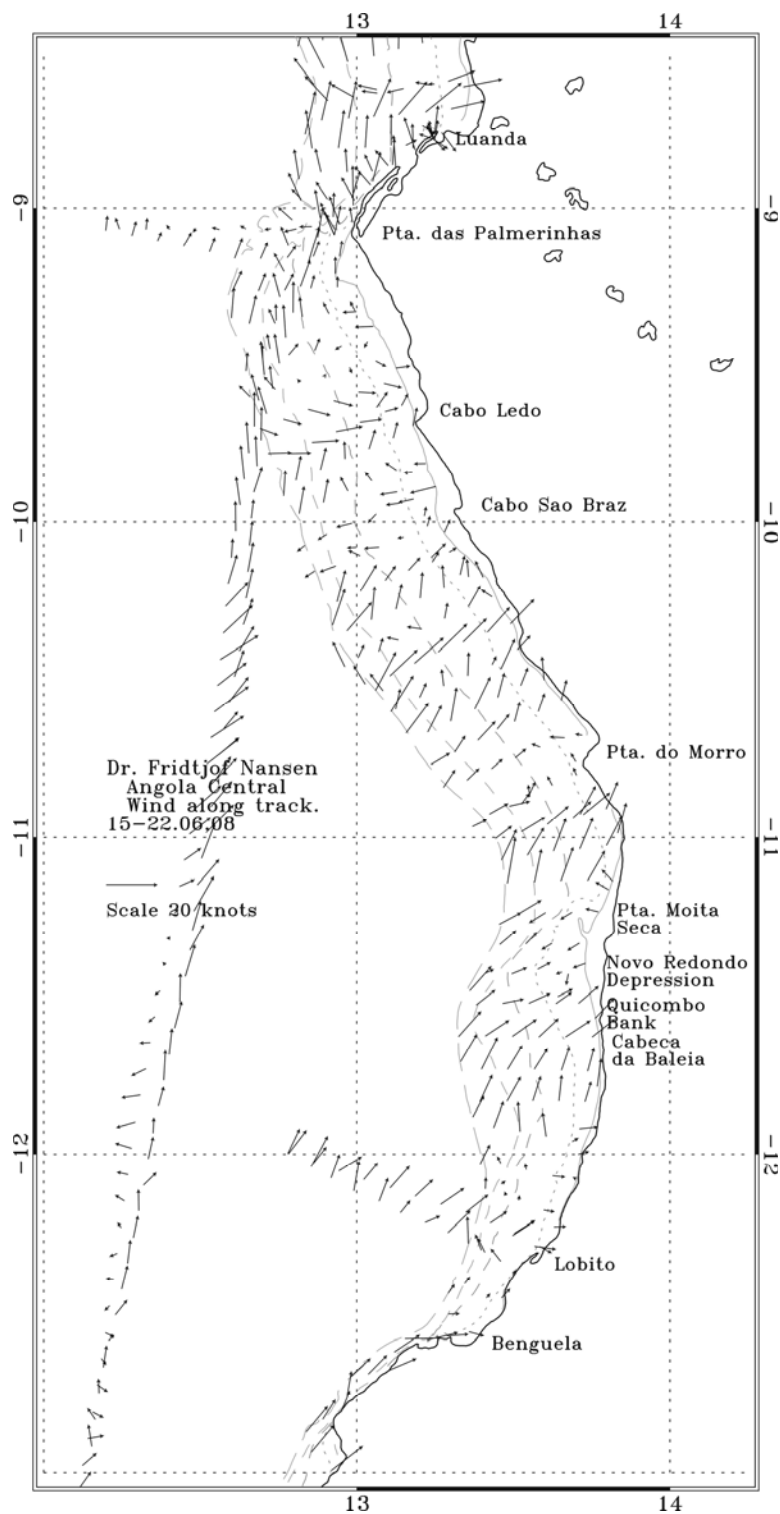 13 14
Luanda
-9 -9
Pta. das Palmerinhas
Cabo Ledo
Cabo Sao Braz
-10 -10
Pta. do Morro
Dr. Fridtjof Nansen
Angola Central
Wind along track.
15-22.06.08
-11 -11
Scale 20 knots
Pta. Moita
Seca
Novo Redondo
Depression
Quicombo
Bank
Cabeca
da Baleia
-12 -12
Lobito
Benguela
13 14